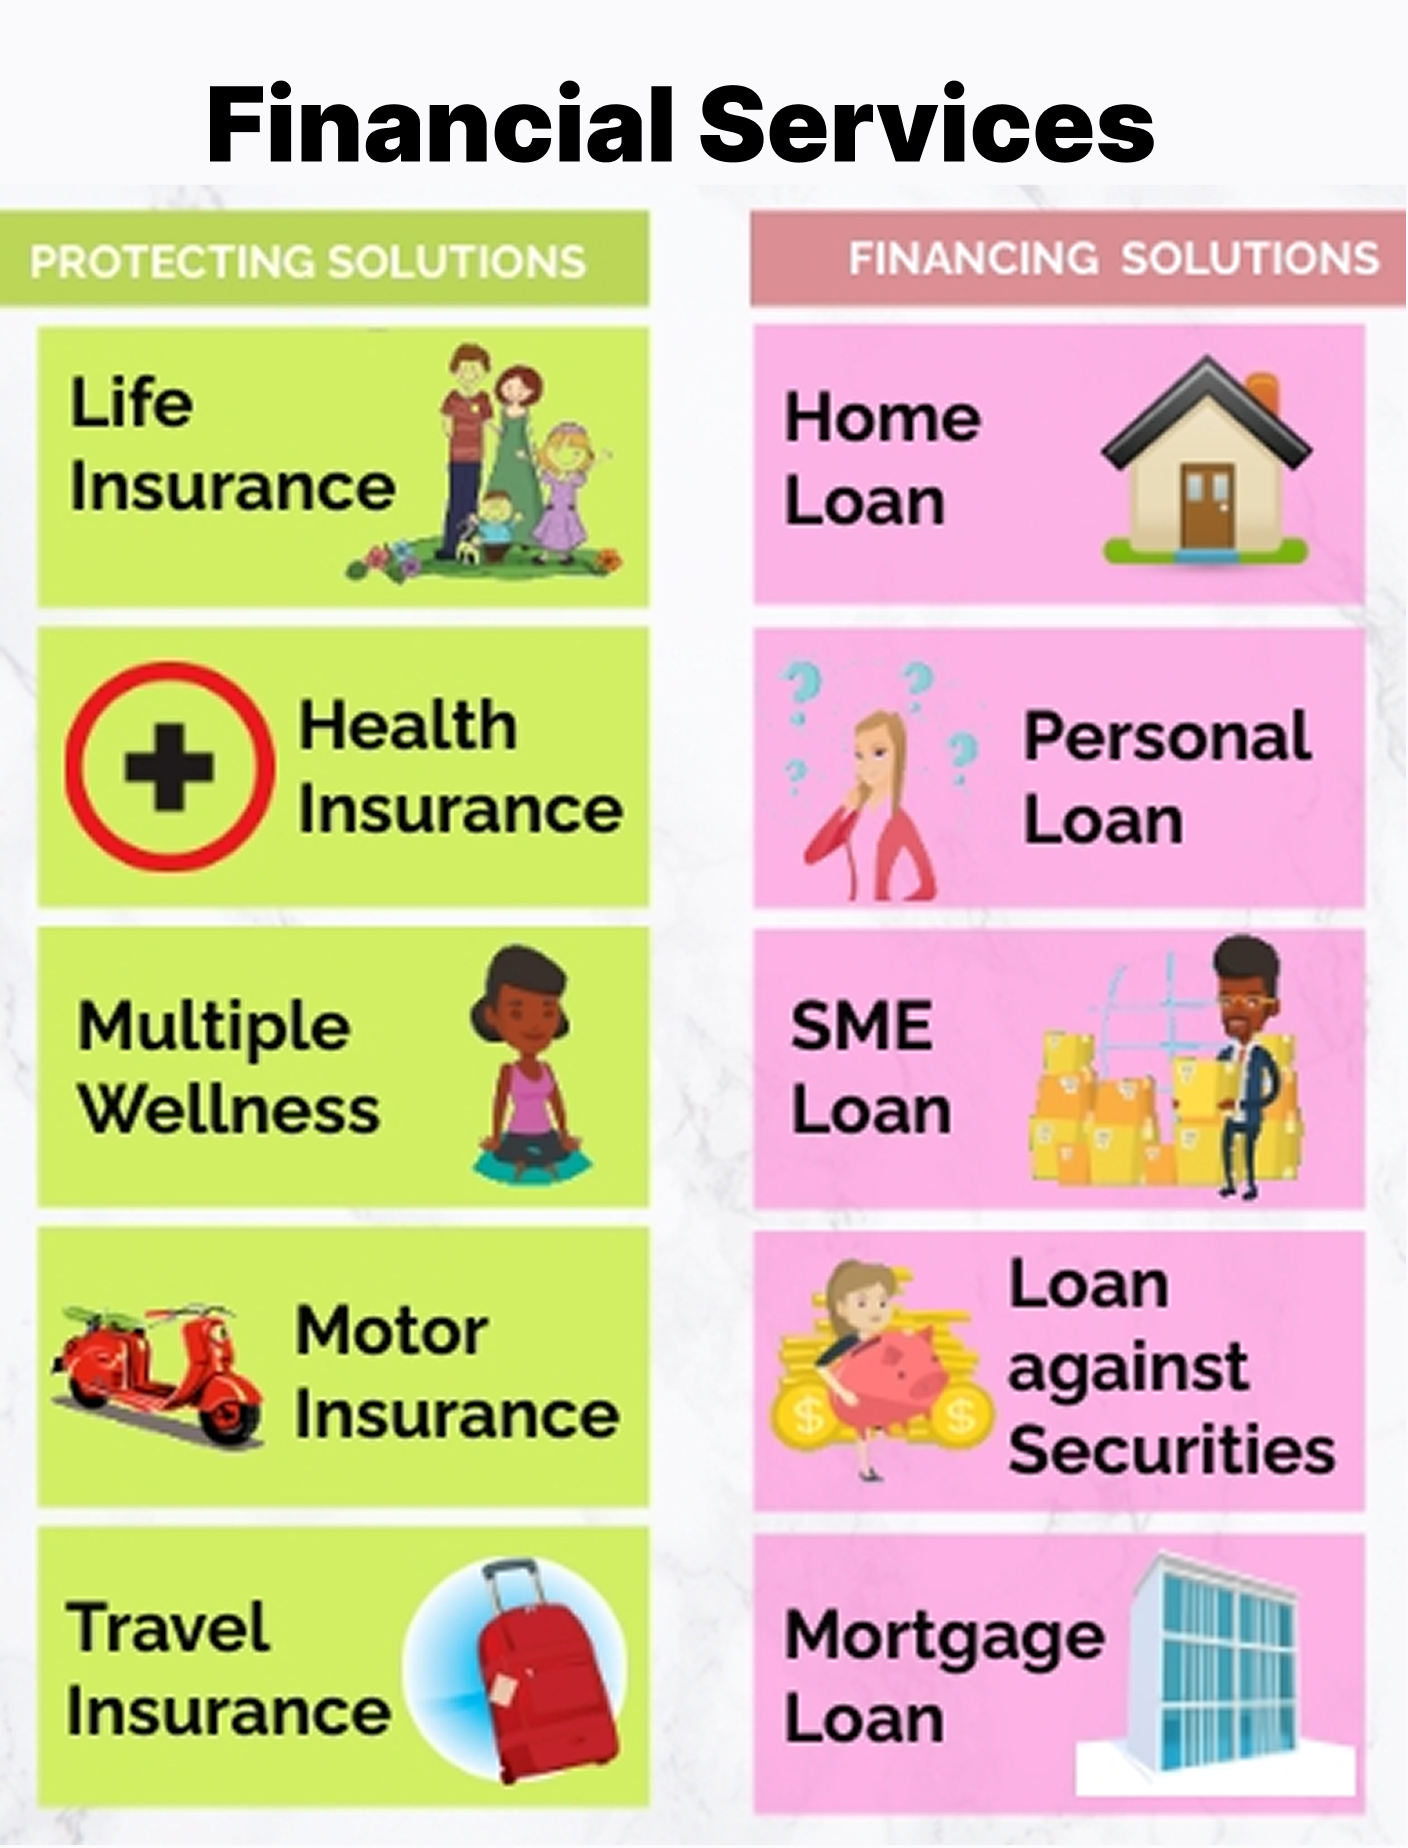 Financial Services
PROTECTING SOLUTIONS
Life
Insurance
Health
Insurance
Multiple
Wellness
Motor
Insurance
Travel
Insurance
FINANCING SOLUTIONS
Home
Loan
Personal
Loan
SME
Loan
Loan
against
Securities
Mortgage
Loan